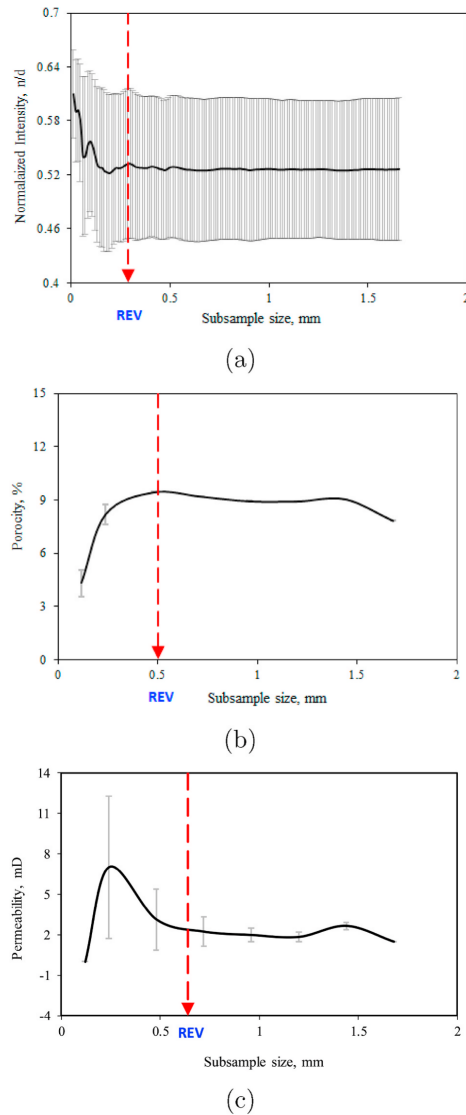 0.7
0.64
0.58
0.52
0.46
0.4
Normalaized Intensity, n/d
0 0.5 1 1.5 2
REV
Subsample size, mm
(a)
15
12
9
6
3
0
Porocity, %
0 0.5 1 1.5 2
REV
Subsample size, mm
(b)
14
11
8
5
2
-1
-4
Permeability, mD
0 0.5 1 1.5 2
REV
Subsample size, mm
(c)